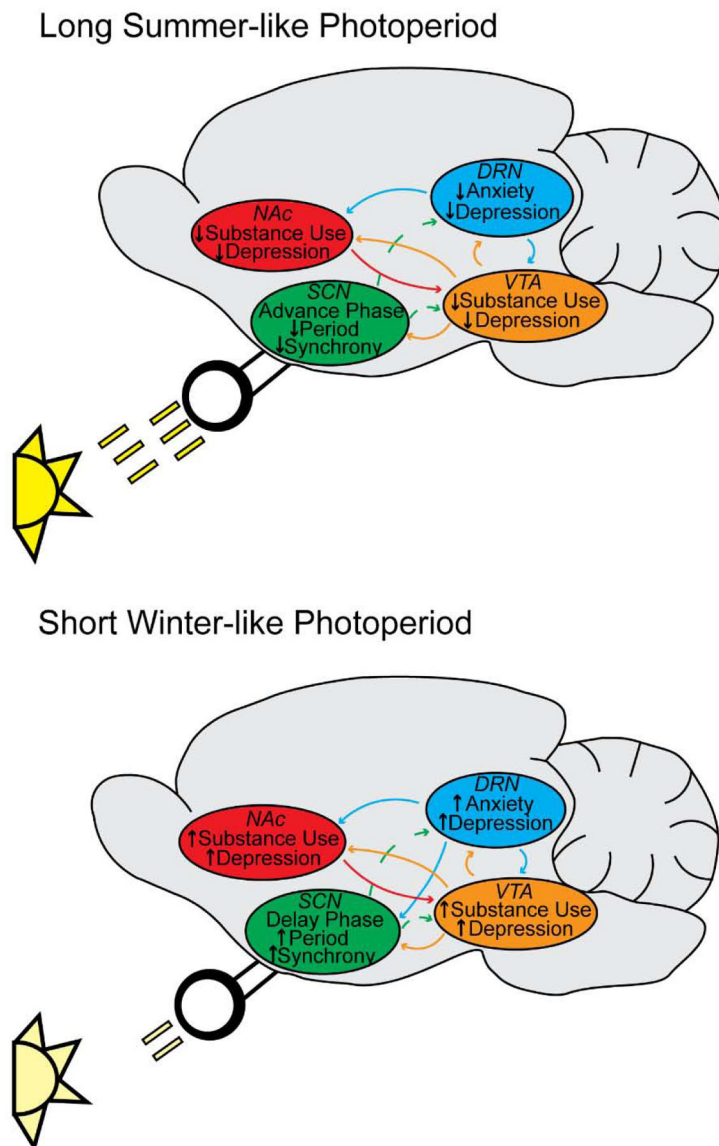 Long Summer-like Photoperiod
DRN
↓Anxiety
↓Depression
NAc
↓Substance Use
↓Depression
SCN
Advance Phase
↓Period
↓Synchrony
VTA
↓Substance Use
↓Depression
Short Winter-like Photoperiod
DRN
↑Anxiety
↑Depression
NAc
↑Substance Use
↑Depression
SCN
Delay Phase
↑Period
↑Synchrony
VTA
↑Substance Use
↑Depression